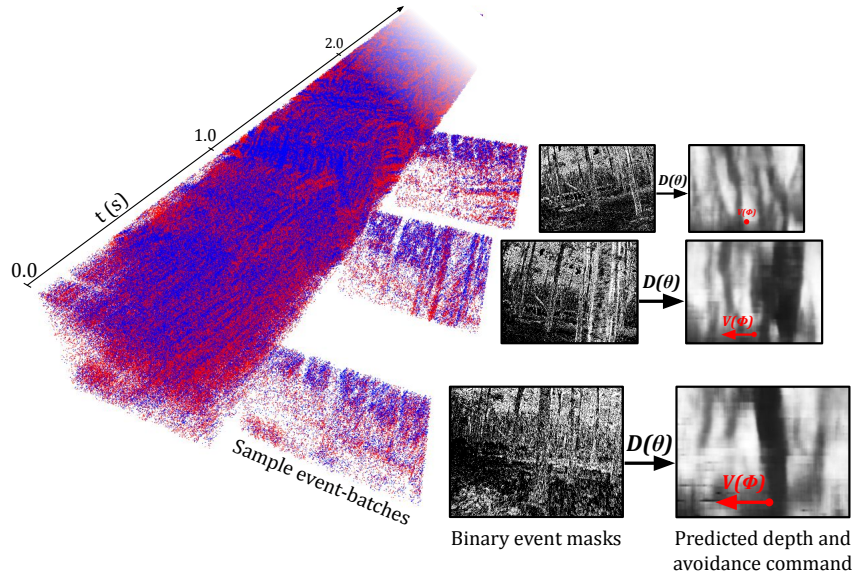 2.0
1.0
t (s)
0.0
D(θ)
V(Φ)
D(θ)
V(Φ)
D(θ)
V(Φ)
Sample event-batches
Binary event masks
Predicted depth and
avoidance command